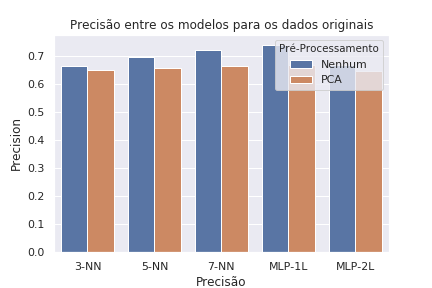 Precisão entre os modelos para os dados originais
Pré-Processamento
Nenhum
PCA
Precision
0.7
0.6
0.5
0.4
0.3
0.2
0.1
0.0
3-NN 5-NN 7-NN MLP-1L MLP-2L
Precisão